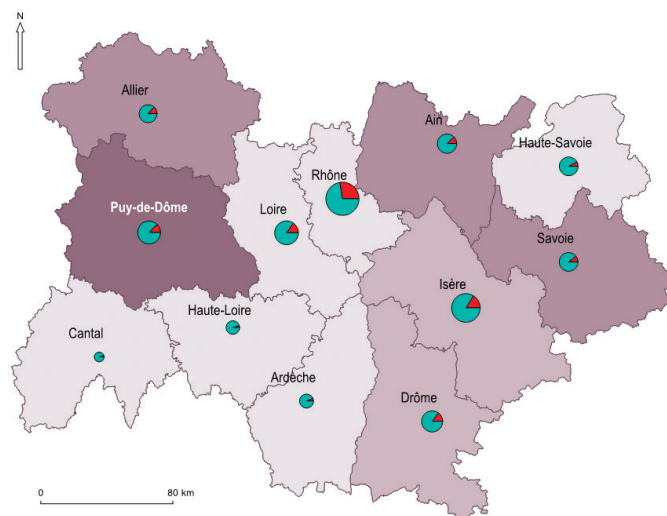 N
Allier
Ain
Haute-Savoie
Rhône
Puy-de-Dôme
Loire
Savoie
Isère
Haute-Loire
Cantal
Ardèche
Drôme
0 80 km